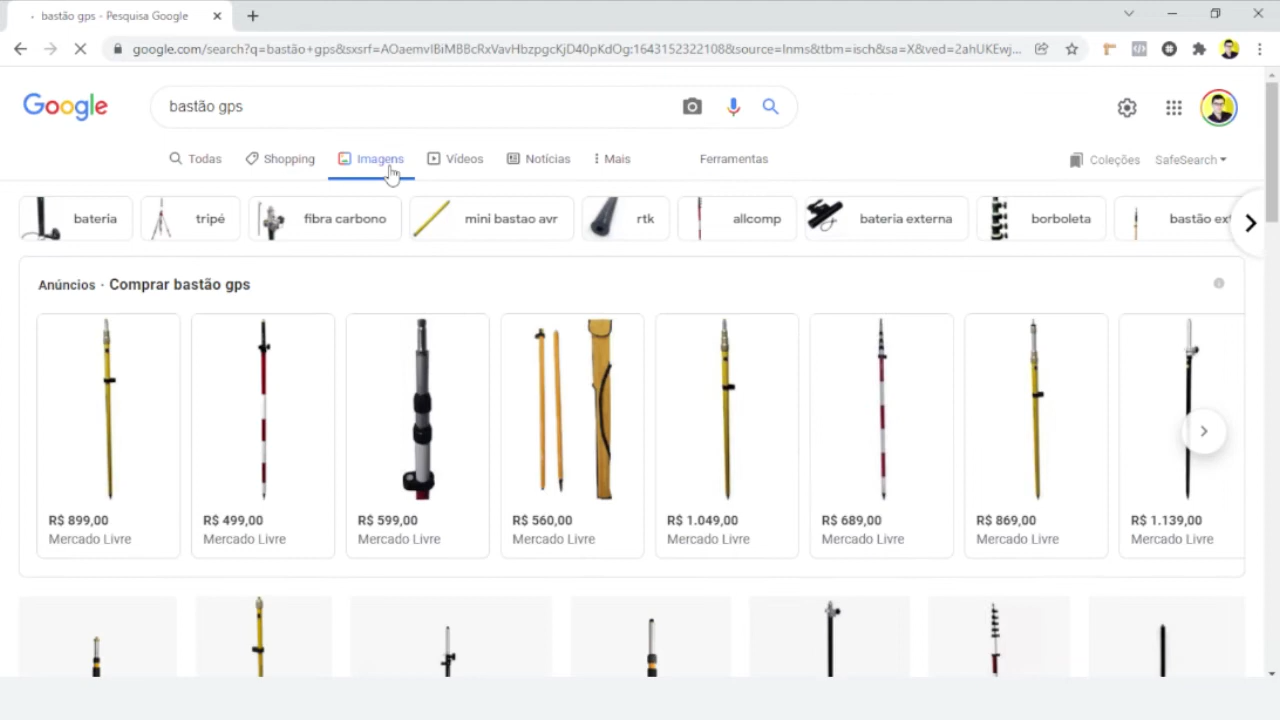 bastão gps - Pesquisa Google
google.com/search?q=bastão+gps&sxsrf=AOaemvIBiMBBcRxVavHbzpgcKjD40pKdOg:1643152322108&source=lnms&tbm=isch&sa=X&ved=2ahUKEwj...
Google
bastão gps
Todas
Shopping
Imagens
Vídeos
Notícias
Mais
Ferramentas
Coleções
SafeSearch
bateria
tripé
fibra carbono
mini bastao avr
rtk
allcomp
bateria externa
borboleta
bastão ext
Anúncios · Comprar bastão gps
R$ 899,00
Mercado Livre
R$ 499,00
Mercado Livre
R$ 599,00
Mercado Livre
R$ 560,00
Mercado Livre
R$ 1.049,00
Mercado Livre
R$ 689,00
Mercado Livre
R$ 869,00
Mercado Livre
R$ 1.139,00
Mercado Livre